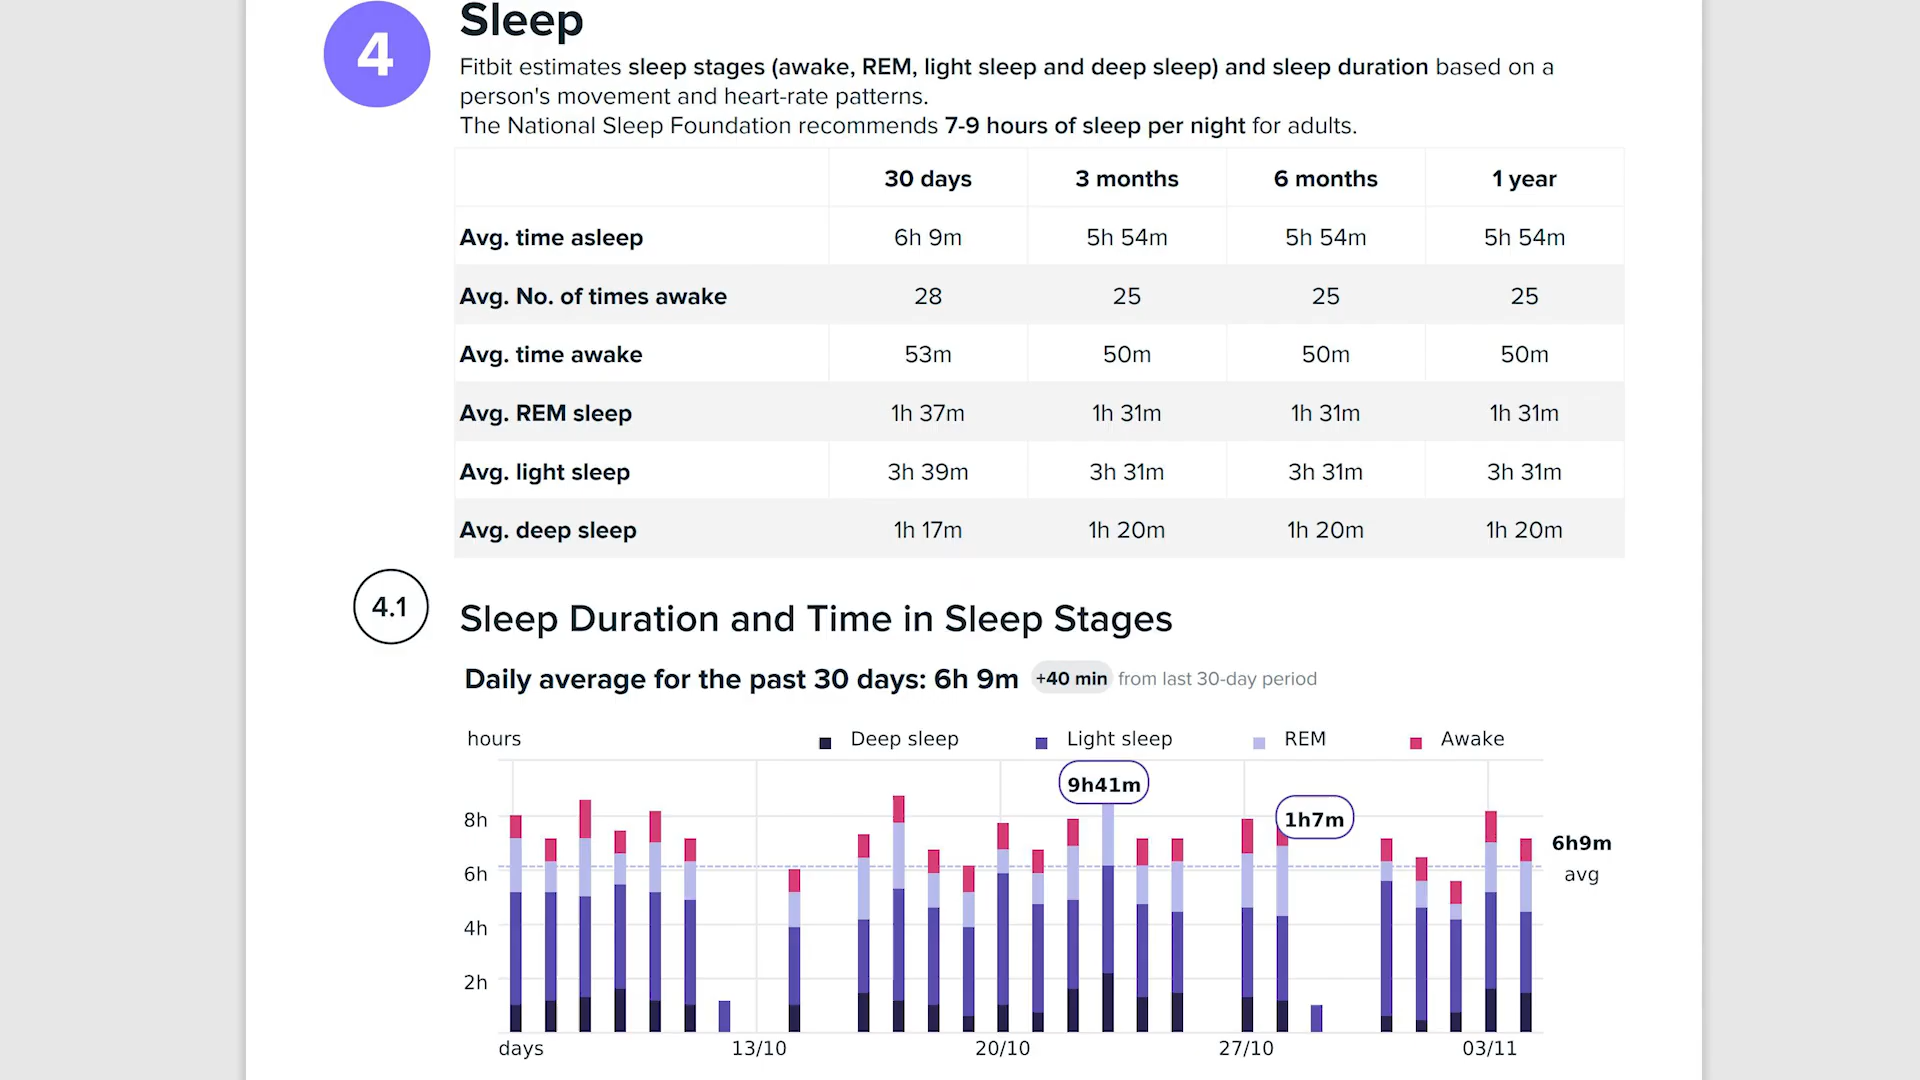 4
Sleep
Fitbit estimates sleep stages (awake, REM, light sleep and deep sleep) and sleep duration based on a
person's movement and heart-rate patterns.
The National Sleep Foundation recommends 7-9 hours of sleep per night for adults.
30 days 3 months 6 months 1 year
Avg. time asleep 6h 9m 5h 54m 5h 54m 5h 54m
Avg. No. of times awake 28 25 25 25
Avg. time awake 53m 50m 50m 50m
Avg. REM sleep 1h 37m 1h 31m 1h 31m 1h 31m
Avg. light sleep 3h 39m 3h 31m 3h 31m 3h 31m
Avg. deep sleep 1h 17m 1h 20m 1h 20m 1h 20m
4.1
Sleep Duration and Time in Sleep Stages
Daily average for the past 30 days: 6h 9m +40 min from last 30-day period
hours Deep sleep Light sleep REM Awake
9h41m
1h7m
8h
6h9m
6h
avg
4h
2h
days 13/10 20/10 27/10 03/11